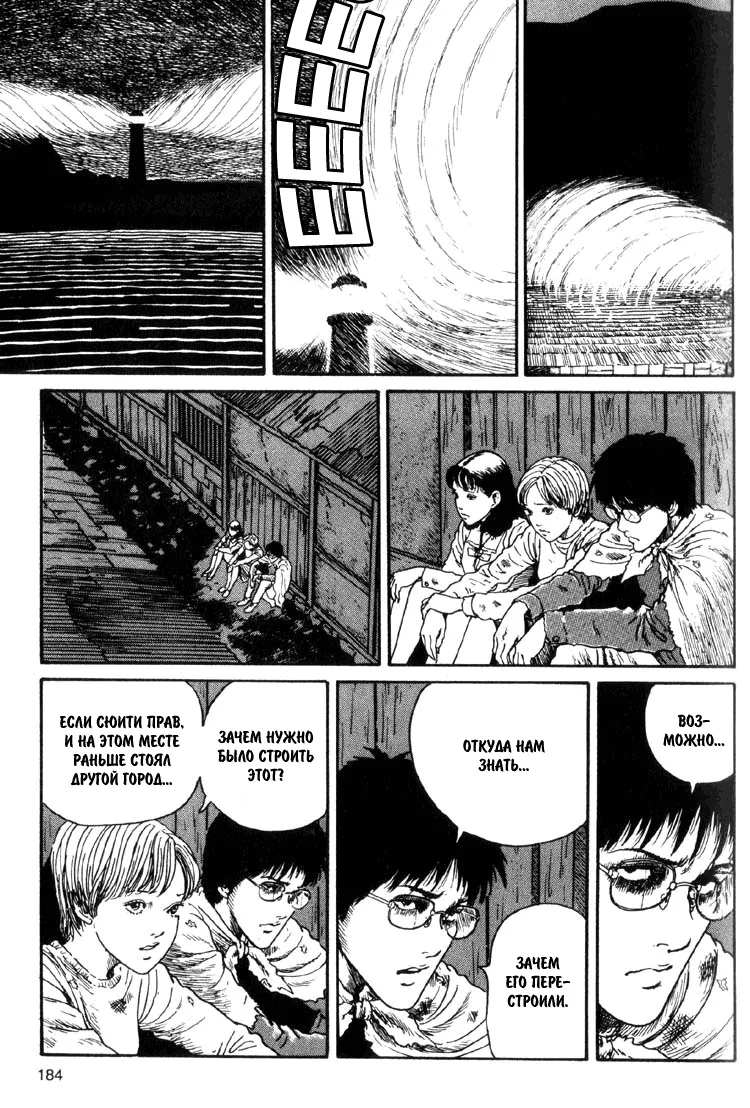 EEEEEE
ЕСЛИ СЮИТИ ПРАВ,
И НА ЭТОМ МЕСТЕ
РАНЬШЕ СТОЯЛ
ДРУГОЙ ГОРОД...
ЗАЧЕМ НУЖНО
БЫЛО СТРОИТЬ
ЭТОТ?
ОТКУДА НАМ
ЗНАТЬ...
ЗАЧЕМ
ЕГО ПЕРЕ-
СТРОИЛИ.
ВОЗ-
МОЖНО...
184